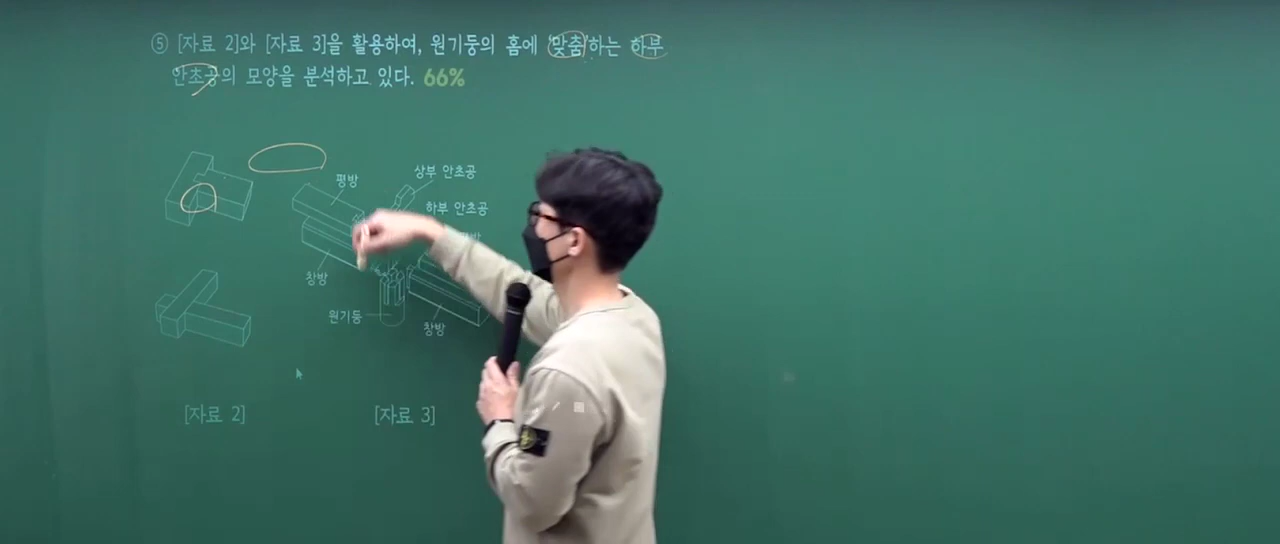 ⑤ [자료 2]와 [자료 3]을 활용하여, 원기둥의 홈에 '맞춤'하는 하부
안초공의 모양을 분석하고 있다. 66%
상부 안초공
평방
하부 안초공
평방
창방
원기둥
창방
[자료 2]
[자료 3]